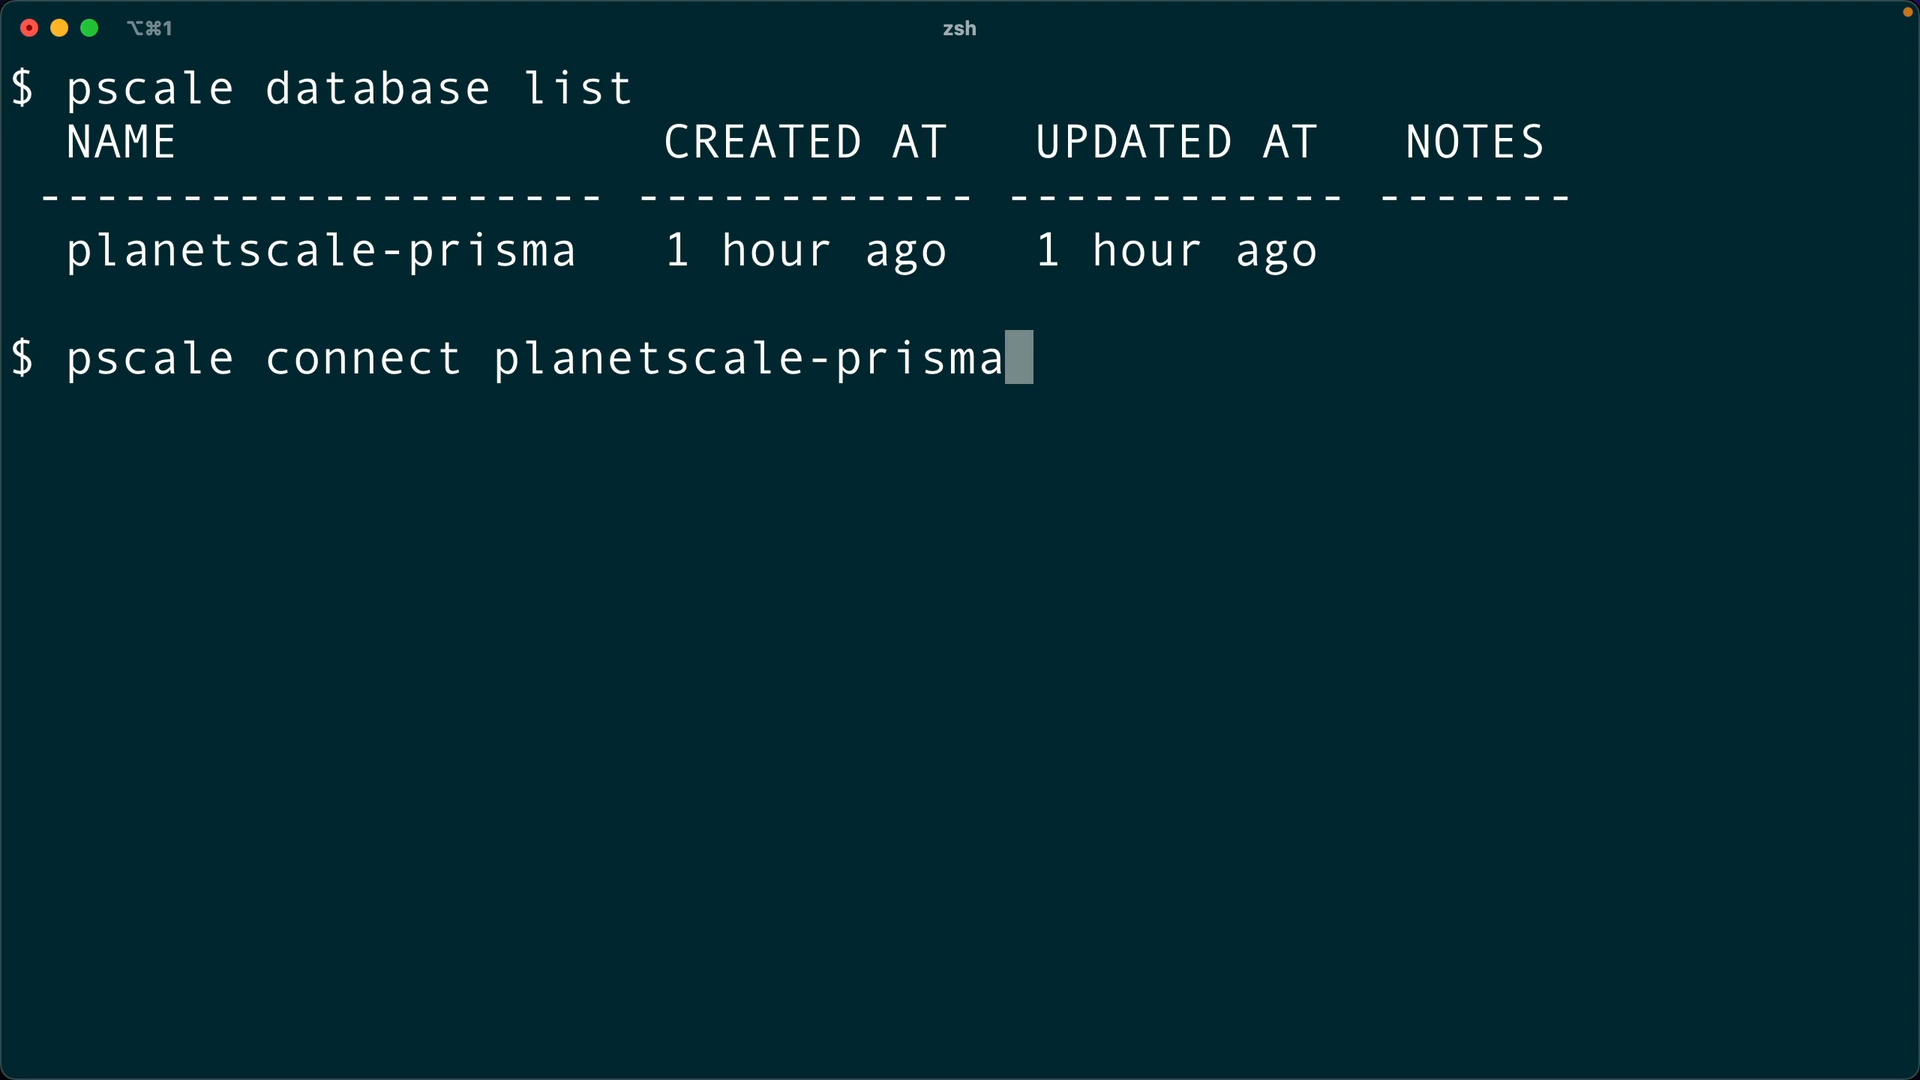 ⌥⌘1 zsh
$ pscale database list
NAME CREATED AT UPDATED AT NOTES
-------------------- ------------ ------------ -------
planetscale-prisma 1 hour ago 1 hour ago
$ pscale connect planetscale-prisma